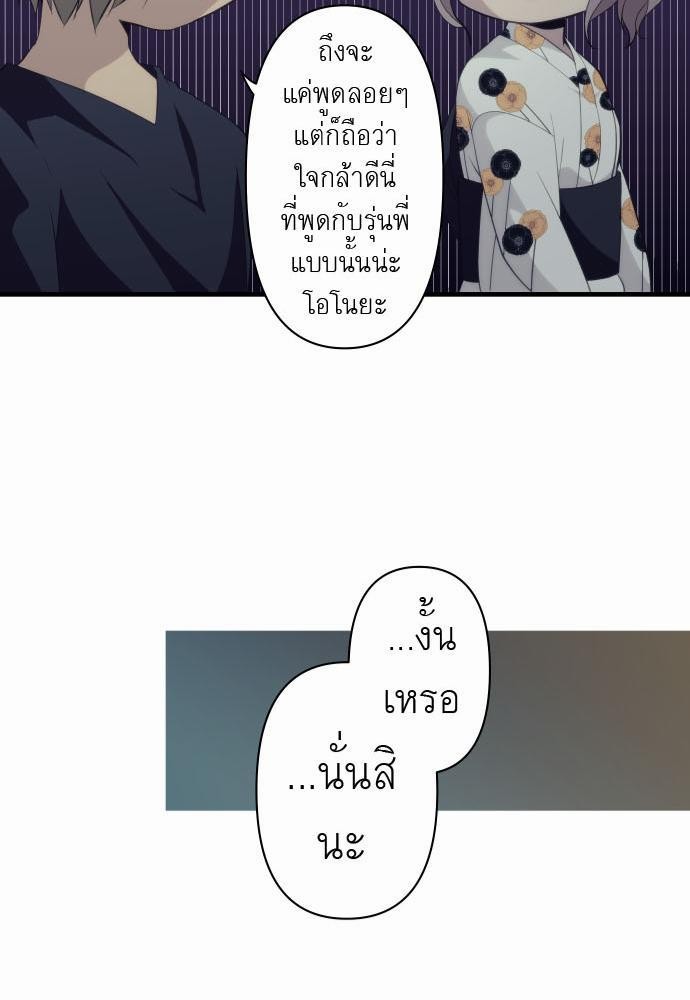 ถึงจะ
แค่พูดลอยๆ
แต่ก็ถือว่า
ใจกล้าดีนี่
ที่พูดกับรุ่นพี่
แบบนั้นน่ะ
โอโนยะ
...งั้น
เหรอ
...นั่นสิ
นะ